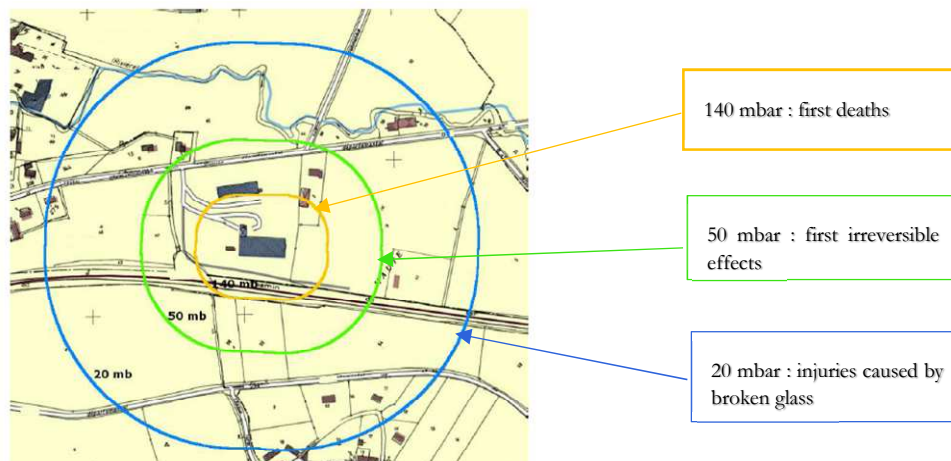 140 mbar : first deaths
50 mbar : first irreversible
effects
20 mbar : injuries caused by
broken glass
140 mb
50 mb
20 mb